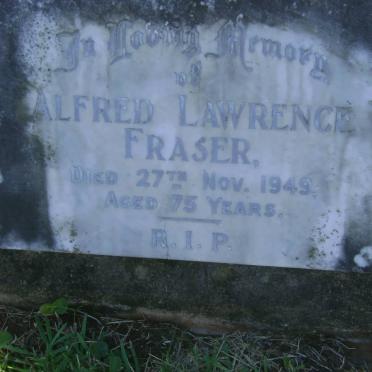 In Loving Memory
of
ALFRED LAWRENCE
FRASER,
DIED 27TH NOV. 1949.
AGED 75 YEARS.
R.I.P.